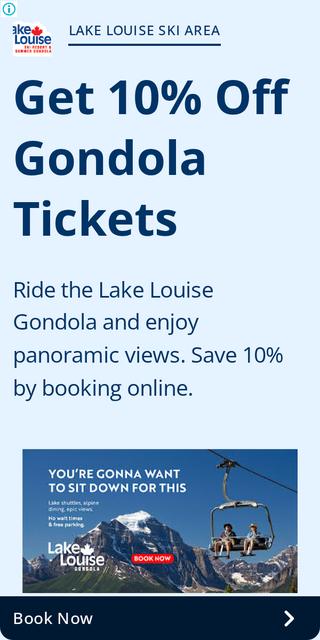 Lake
Louise
SKI RESORT &
SUMMER GONDOLA
LAKE LOUISE SKI AREA
Get 10% Off
Gondola
Tickets
Ride the Lake Louise
Gondola and enjoy
panoramic views. Save 10%
by booking online.
YOU'RE GONNA WANT
TO SIT DOWN FOR THIS
Lake shuttles, alpine
dining, epic views.
No wait times
& free parking.
Lake
Louise
GONDOLA
BOOK NOW
Book Now